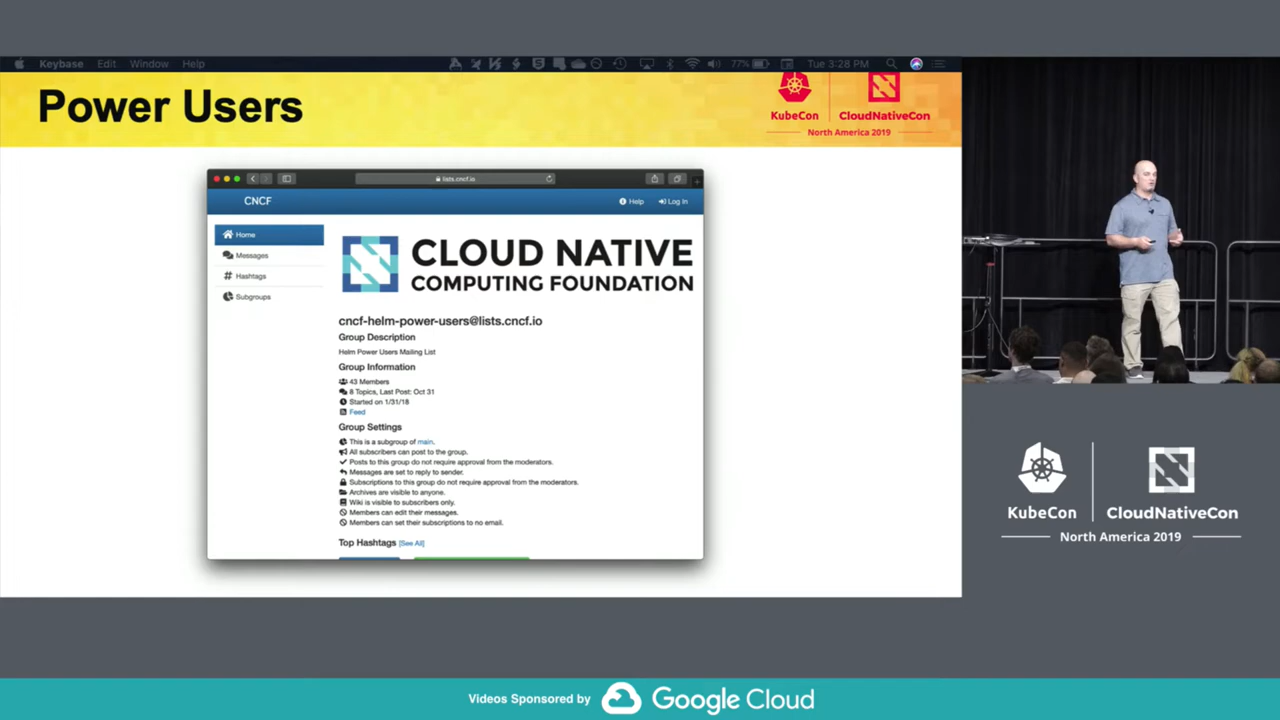 Keybase Edit Window Help
77% Tue 3:28 PM
Power Users
KubeCon
CloudNativeCon
North America 2019
lists.cncf.io
CNCF
Help
Log In
Home
Messages
Hashtags
Subgroups
CLOUD NATIVE
COMPUTING FOUNDATION
cncf-helm-power-users@lists.cncf.io
Group Description
Helm Power Users Mailing List
Group Information
43 Members
8 Topics, Last Post: Oct 31
Started on 1/31/18
Feed
Group Settings
This is a subgroup of main.
All subscribers can post to the group.
Posts to this group do not require approval from the moderators.
Messages are set to reply to sender.
Subscriptions to this group do not require approval from the moderators.
Archives are visible to anyone.
Wiki is visible to subscribers only.
Members can edit their messages.
Members can set their subscriptions to no email.
Top Hashtags [See All]
KubeCon
CloudNativeCon
North America 2019
Videos Sponsored by Google Cloud